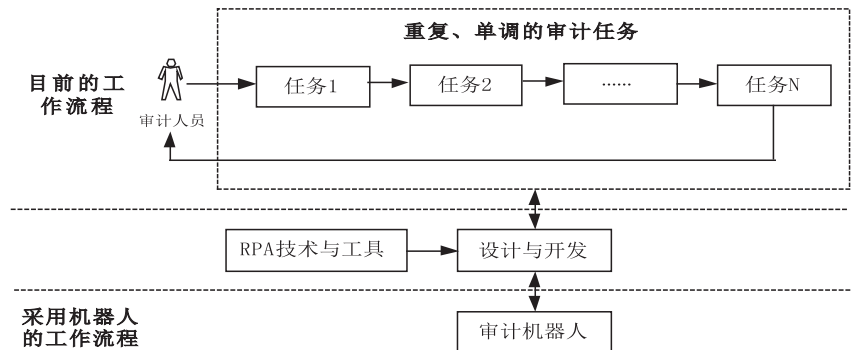 重复、单调的审计任务
目前的工
作流程
审计人员
任务1
任务2
……
任务N
RPA技术与工具
设计与开发
采用机器人
的工作流程
审计机器人